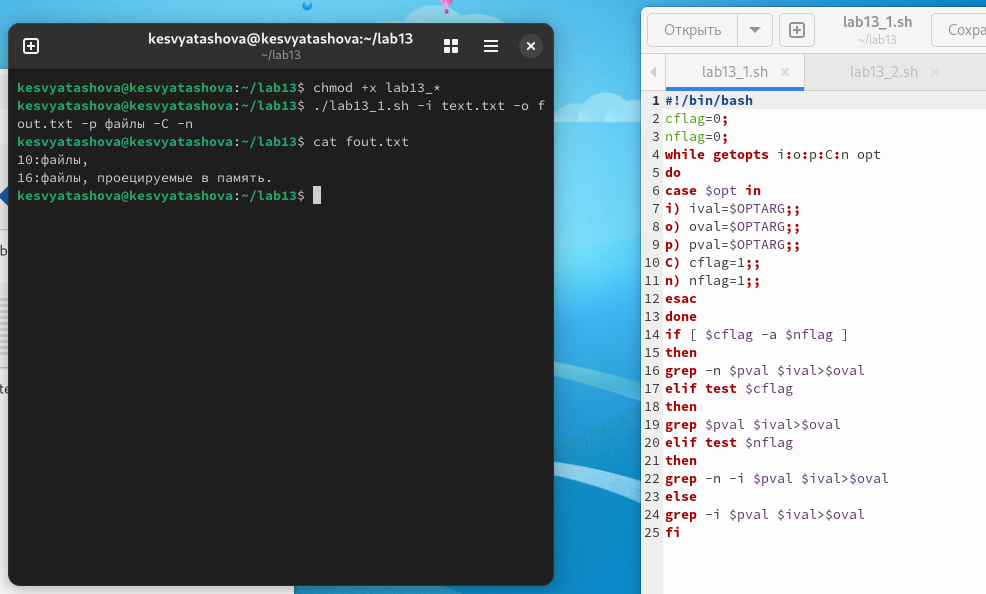 kesvyatashova@kesvyatashova:~/lab13
~/lab13
kesvyatashova@kesvyatashova:~/lab13$ chmod +x lab13_*
kesvyatashova@kesvyatashova:~/lab13$ ./lab13_1.sh -i text.txt -o f
out.txt -p файлы -C -n
kesvyatashova@kesvyatashova:~/lab13$ cat fout.txt
10:файлы,
16:файлы, проецируемые в память.
kesvyatashova@kesvyatashova:~/lab13$
Открыть
lab13_1.sh
~/lab13
Сохра
lab13_1.sh
lab13_2.sh
1 #!/bin/bash
2 cflag=0;
3 nflag=0;
4 while getopts i:o:p:C:n opt
5 do
6 case $opt in
7 i) ival=$OPTARG;;
8 o) oval=$OPTARG;;
9 p) pval=$OPTARG;;
10 C) cflag=1;;
11 n) nflag=1;;
12 esac
13 done
14 if [ $cflag -a $nflag ]
15 then
16 grep -n $pval $ival>$oval
17 elif test $cflag
18 then
19 grep $pval $ival>$oval
20 elif test $nflag
21 then
22 grep -n -i $pval $ival>$oval
23 else
24 grep -i $pval $ival>$oval
25 fi